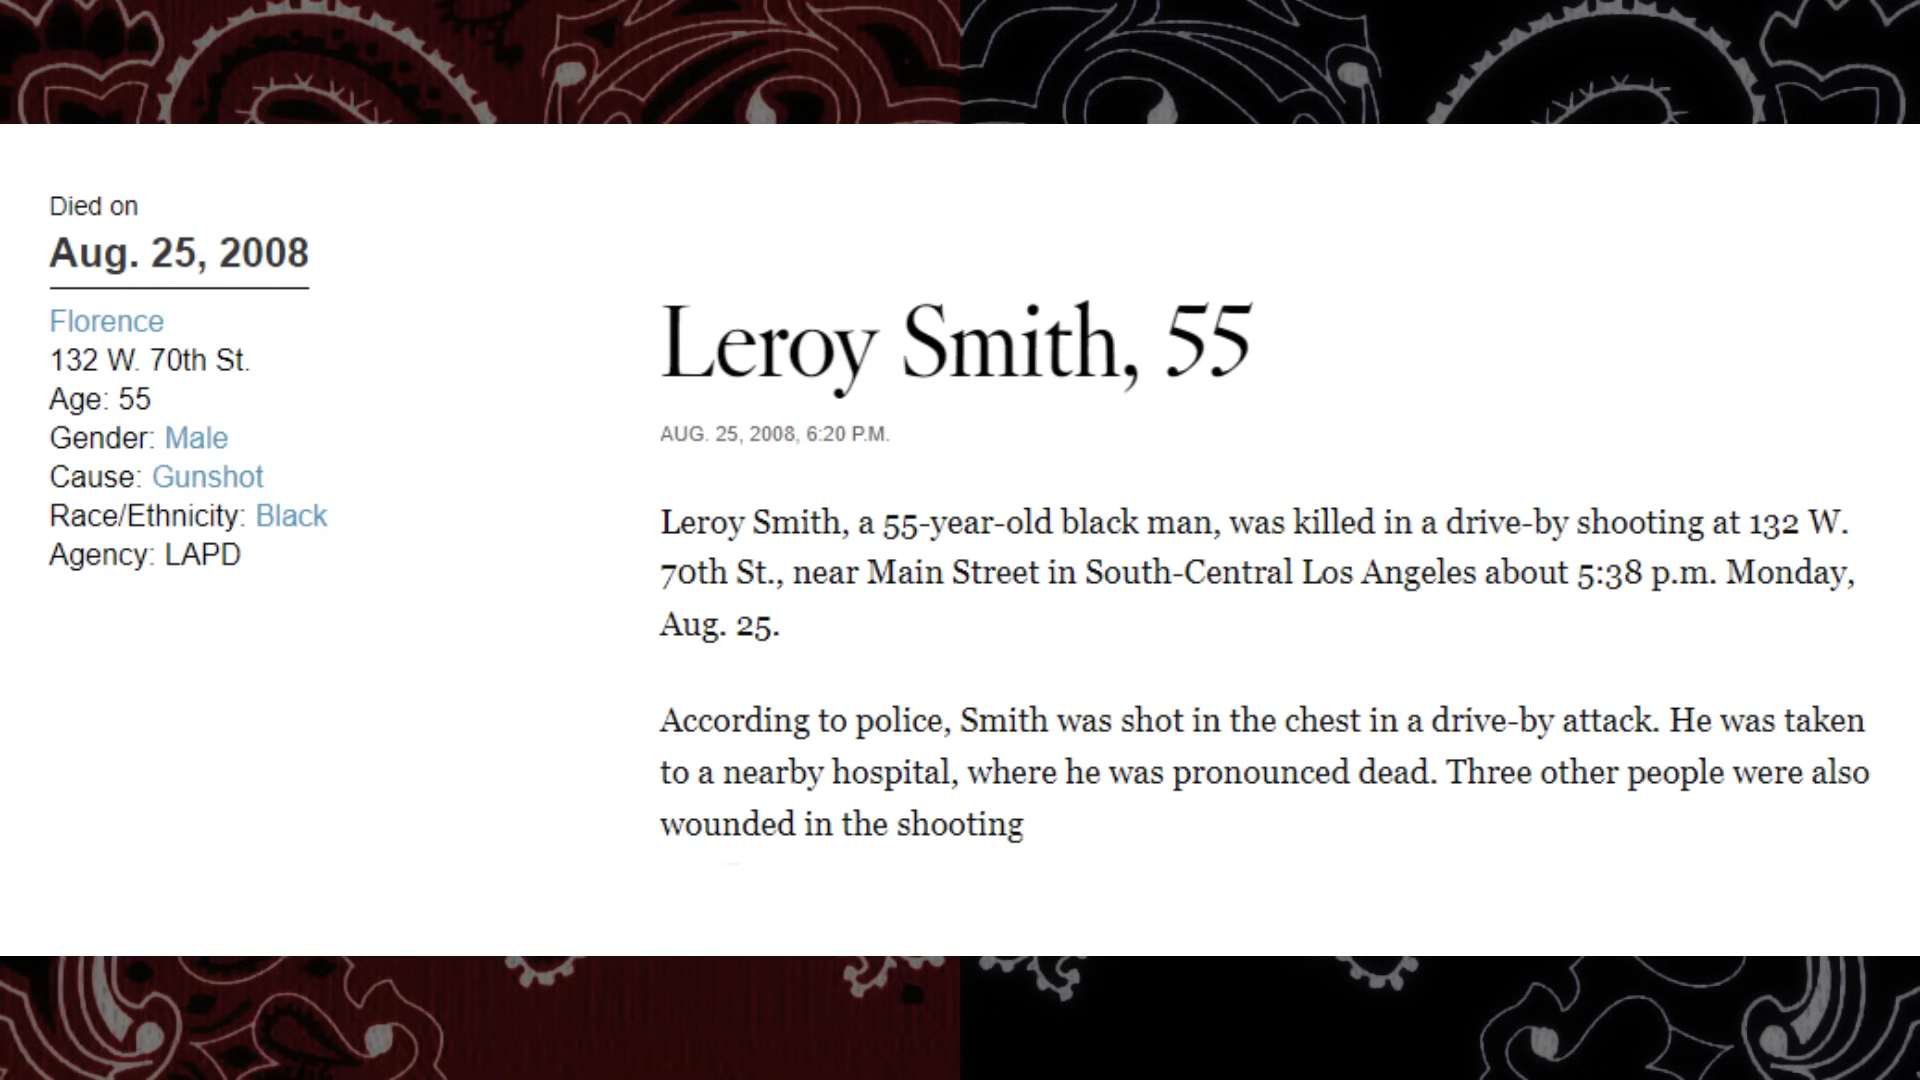 Died on
Aug. 25, 2008
Florence
132 W. 70th St.
Age: 55
Gender: Male
Cause: Gunshot
Race/Ethnicity: Black
Agency: LAPD
Leroy Smith, 55
AUG. 25, 2008, 6:20 P.M.
Leroy Smith, a 55-year-old black man, was killed in a drive-by shooting at 132 W.
70th St., near Main Street in South-Central Los Angeles about 5:38 p.m. Monday,
Aug. 25.
According to police, Smith was shot in the chest in a drive-by attack. He was taken
to a nearby hospital, where he was pronounced dead. Three other people were also
wounded in the shooting